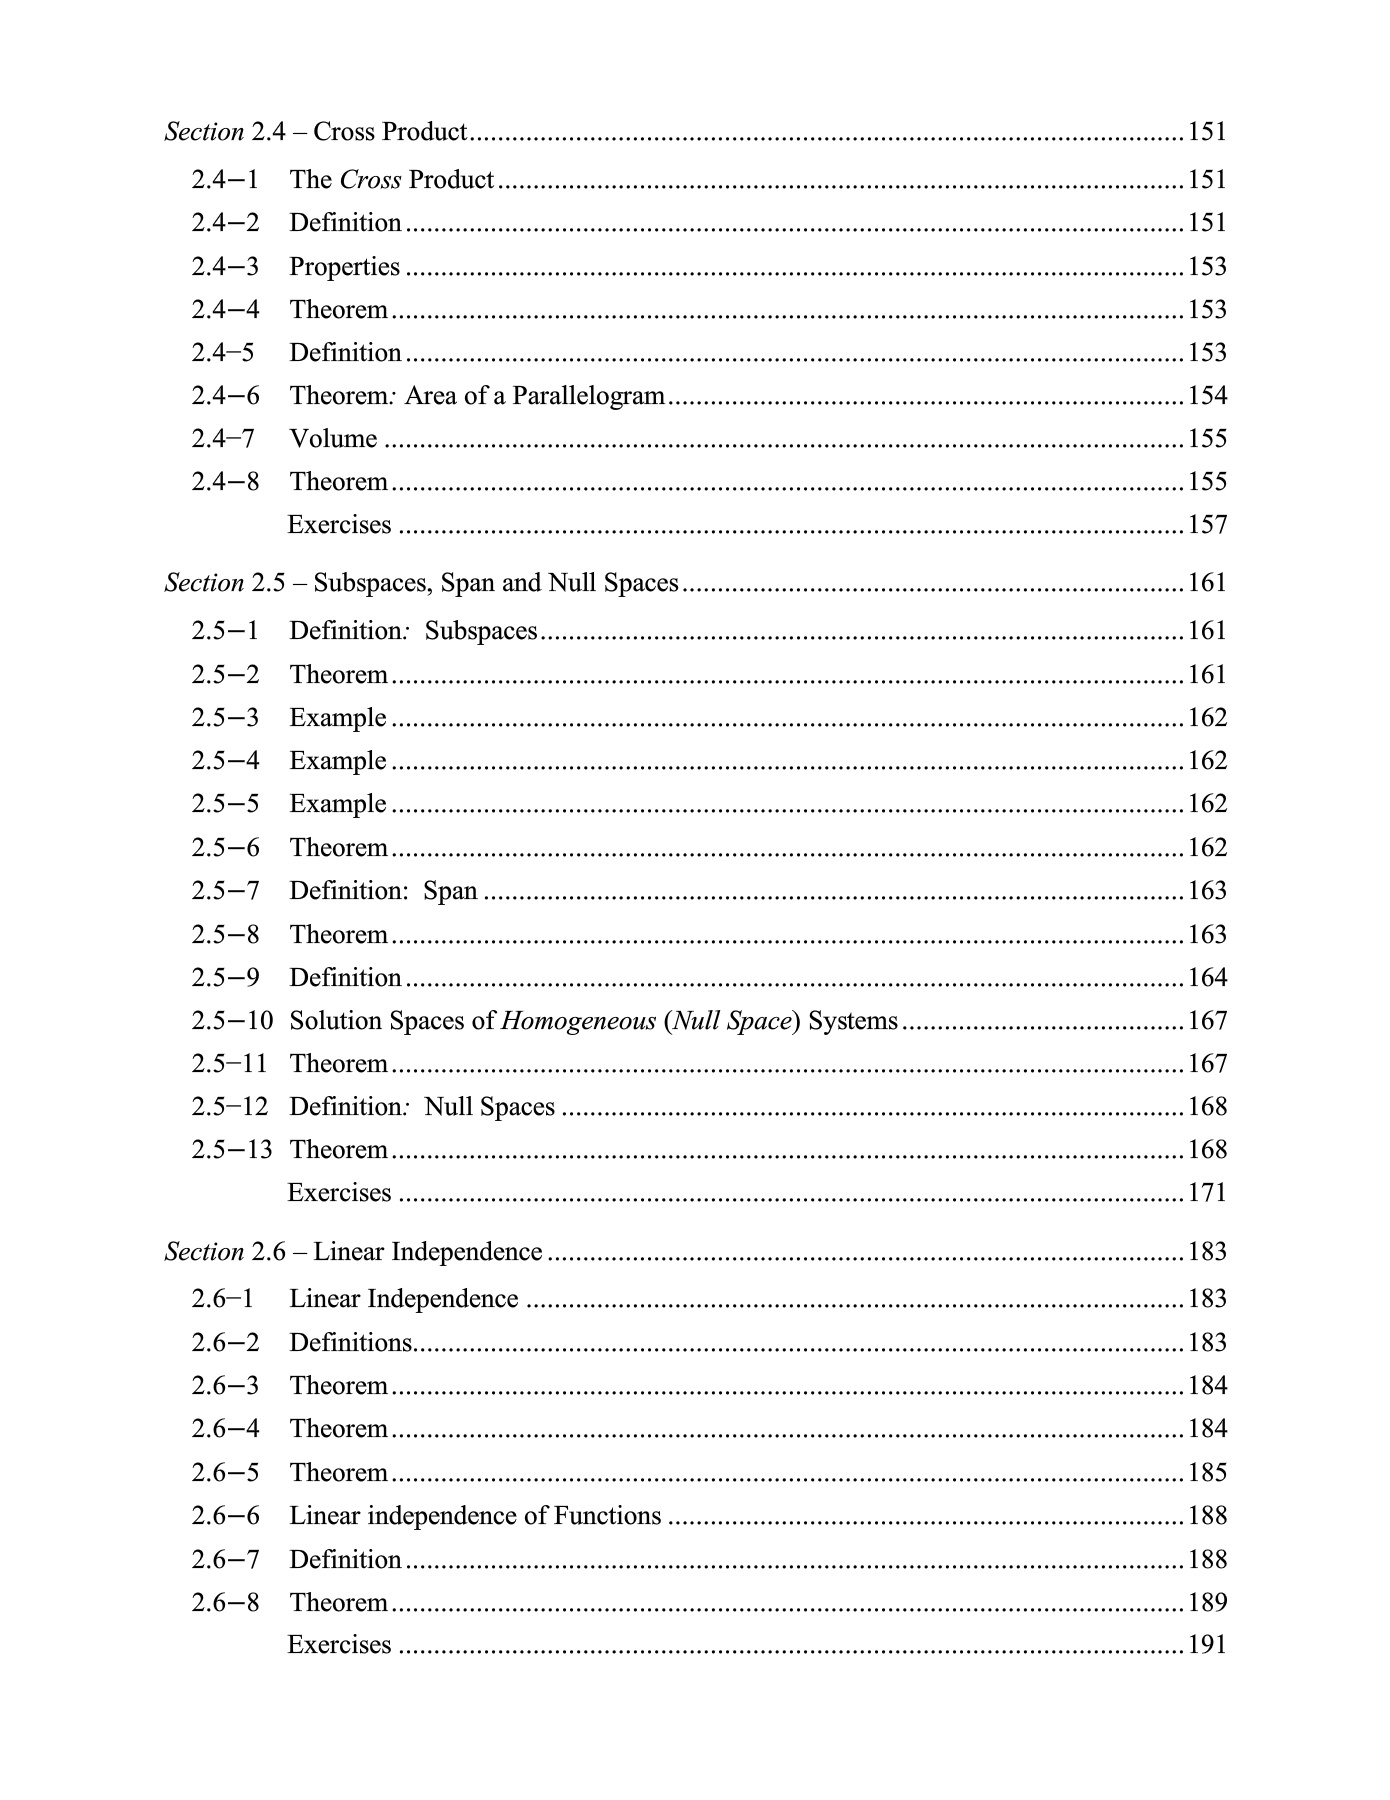 Section 2.4 – Cross Product ........ 151
2.4−1 The Cross Product ........ 151
2.4−2 Definition ........ 151
2.4−3 Properties ........ 153
2.4−4 Theorem ........ 153
2.4−5 Definition ........ 153
2.4−6 Theorem: Area of a Parallelogram ........ 154
2.4−7 Volume ........ 155
2.4−8 Theorem ........ 155
Exercises ........ 157
Section 2.5 – Subspaces, Span and Null Spaces ........ 161
2.5−1 Definition: Subspaces ........ 161
2.5−2 Theorem ........ 161
2.5−3 Example ........ 162
2.5−4 Example ........ 162
2.5−5 Example ........ 162
2.5−6 Theorem ........ 162
2.5−7 Definition: Span ........ 163
2.5−8 Theorem ........ 163
2.5−9 Definition ........ 164
2.5−10 Solution Spaces of Homogeneous (Null Space) Systems ........ 167
2.5−11 Theorem ........ 167
2.5−12 Definition: Null Spaces ........ 168
2.5−13 Theorem ........ 168
Exercises ........ 171
Section 2.6 – Linear Independence ........ 183
2.6−1 Linear Independence ........ 183
2.6−2 Definitions ........ 183
2.6−3 Theorem ........ 184
2.6−4 Theorem ........ 184
2.6−5 Theorem ........ 185
2.6−6 Linear independence of Functions ........ 188
2.6−7 Definition ........ 188
2.6−8 Theorem ........ 189
Exercises ........ 191